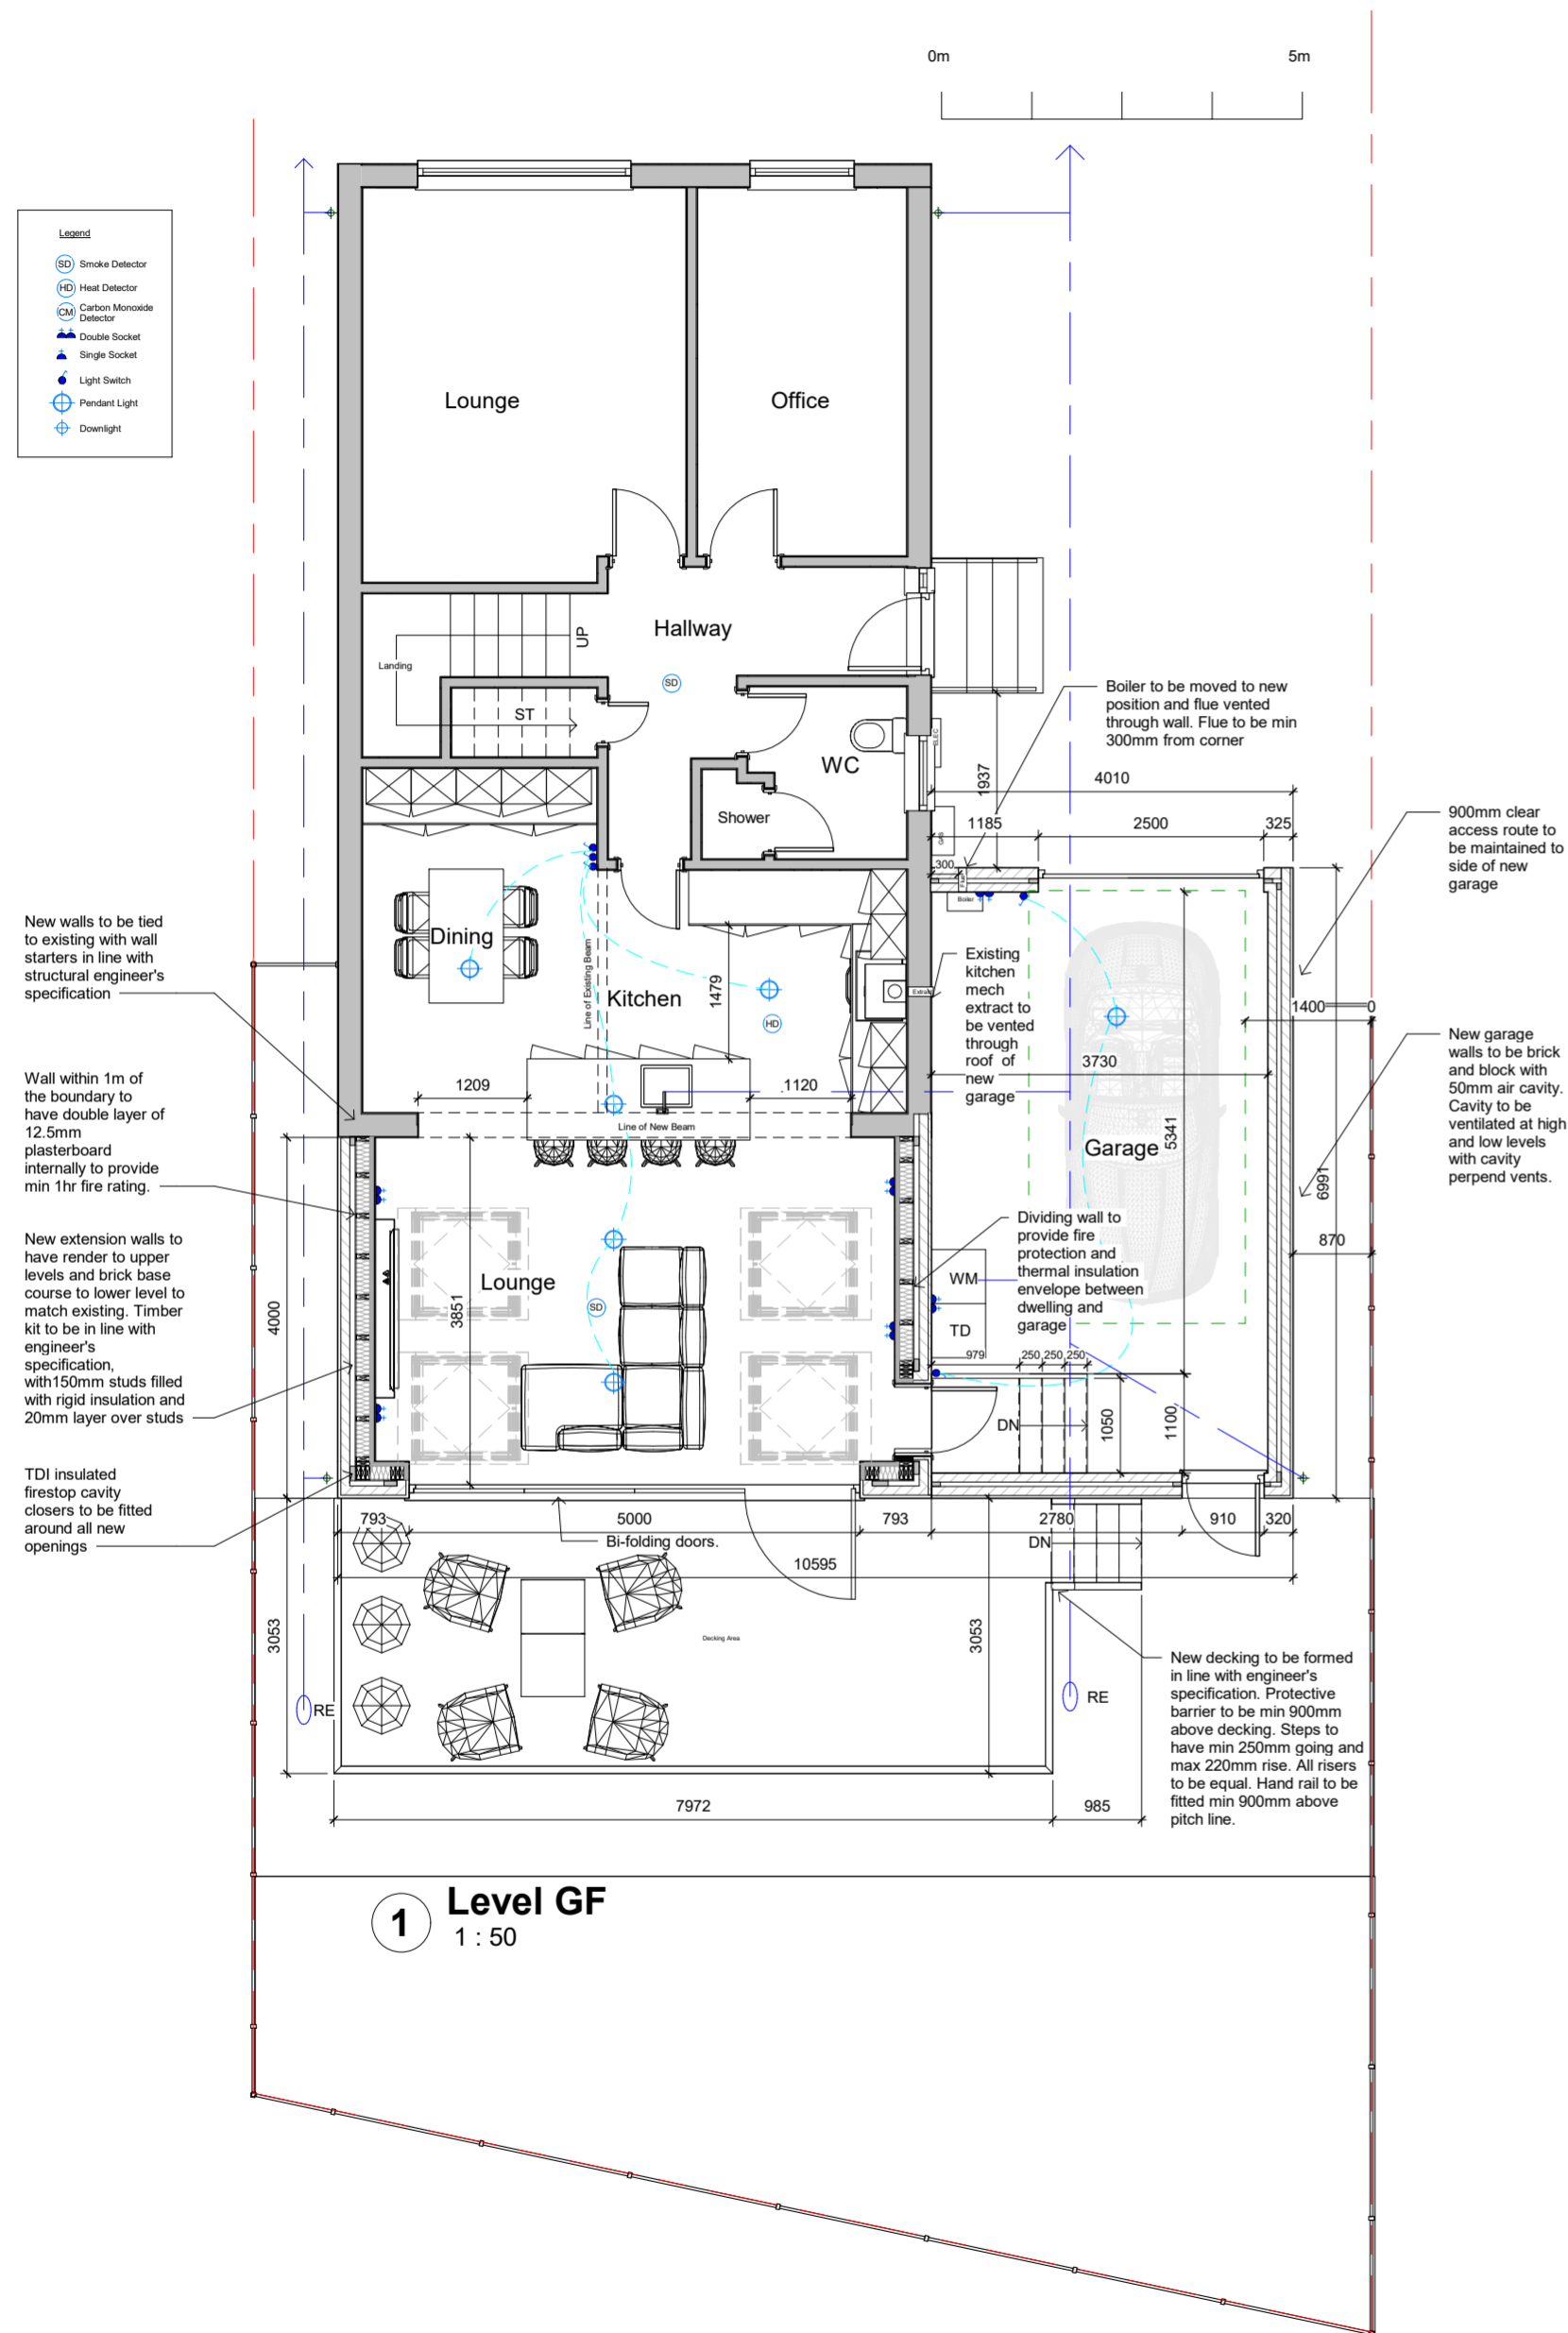 0m
5m
Legend
SD Smoke Detector
HD Heat Detector
CM Carbon Monoxide
Detector
Double Socket
Single Socket
Light Switch
Pendant Light
Downlight
Lounge
Office
Hallway
UP
Landing
SD
ST
WC
ELEC
Shower
GAS
Boiler to be moved to new
position and flue vented
through wall. Flue to be min
300mm from corner
1937
4010
1185
2500
325
300
Flue
Boiler
900mm clear
access route to
be maintained to
side of new
garage
New walls to be tied
to existing with wall
starters in line with
structural engineer's
specification
Dining
Line of Existing Beam
Kitchen
1479
HD
Extract
Existing
kitchen
mech
extract to
be vented
through
roof of
new
garage
1400
0
3730
New garage
walls to be brick
and block with
50mm air cavity.
Cavity to be
ventilated at high
and low levels
with cavity
perpend vents.
Wall within 1m of
the boundary to
have double layer of
12.5mm
plasterboard
internally to provide
min 1hr fire rating.
1209
1120
Line of New Beam
Garage
5341
6991
870
Dividing wall to
provide fire
protection and
thermal insulation
envelope between
dwelling and
garage
New extension walls to
have render to upper
levels and brick base
course to lower level to
match existing. Timber
kit to be in line with
engineer's
specification,
with150mm studs filled
with rigid insulation and
20mm layer over studs
4000
3851
Lounge
SD
WM
TD
979
250
250
250
DN
1050
1100
TDI insulated
firestop cavity
closers to be fitted
around all new
openings
793
5000
793
2780
910
320
Bi-folding doors.
DN
10595
3053
Decking Area
3053
RE
RE
New decking to be formed
in line with engineer's
specification. Protective
barrier to be min 900mm
above decking. Steps to
have min 250mm going and
max 220mm rise. All risers
to be equal. Hand rail to be
fitted min 900mm above
pitch line.
7972
985
1
Level GF
1 : 50